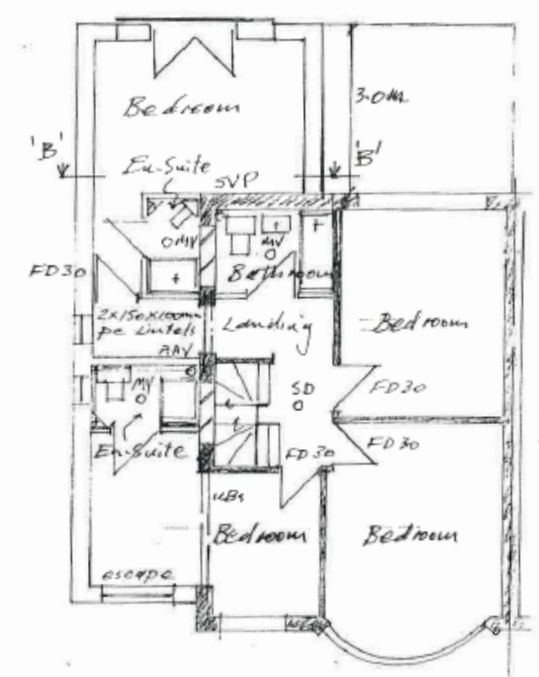 Bedroom
3.0m
'B'
'B'
En-Suite
SVP
O MV
MV
O
Bathroom
FD30
2x150x100mm
pc Lintels
Landing
Bedroom
AAV
MV
O
SD
O
FD30
FD30
FD30
En-Suite
Bedroom
Bedroom
escape